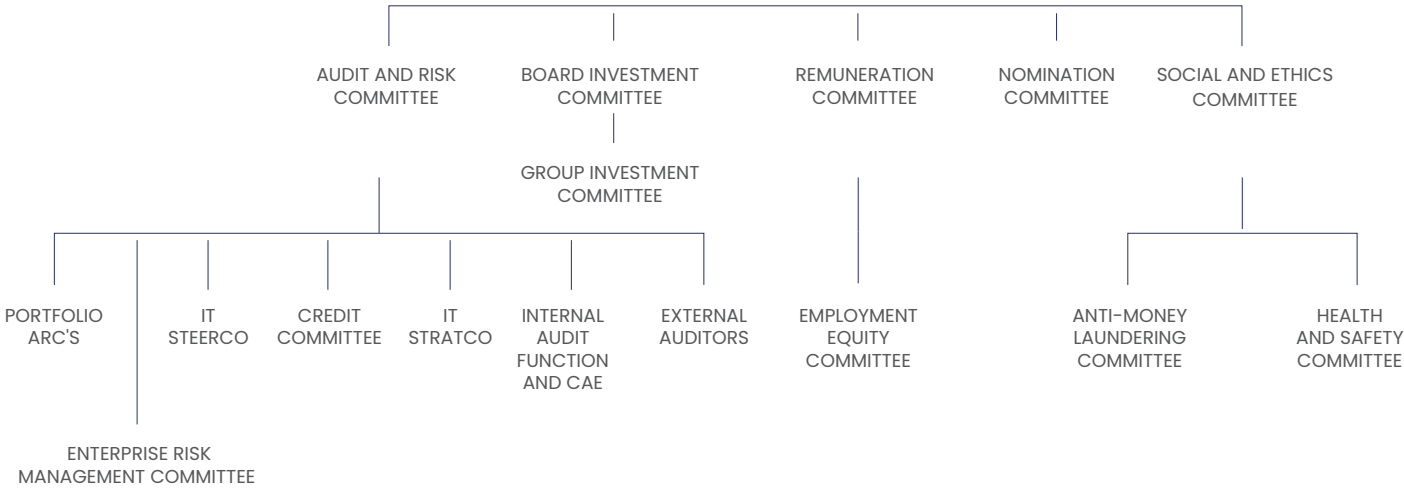 AUDIT AND RISK
COMMITTEE
BOARD INVESTMENT
COMMITTEE
REMUNERATION
COMMITTEE
NOMINATION
COMMITTEE
SOCIAL AND ETHICS
COMMITTEE
GROUP INVESTMENT
COMMITTEE
PORTFOLIO
ARC'S
IT
STEERCO
CREDIT
COMMITTEE
IT
STRATCO
INTERNAL
AUDIT
FUNCTION
AND CAE
EXTERNAL
AUDITORS
EMPLOYMENT
EQUITY
COMMITTEE
ANTI-MONEY
LAUNDERING
COMMITTEE
HEALTH
AND SAFETY
COMMITTEE
ENTERPRISE RISK
MANAGEMENT COMMITTEE